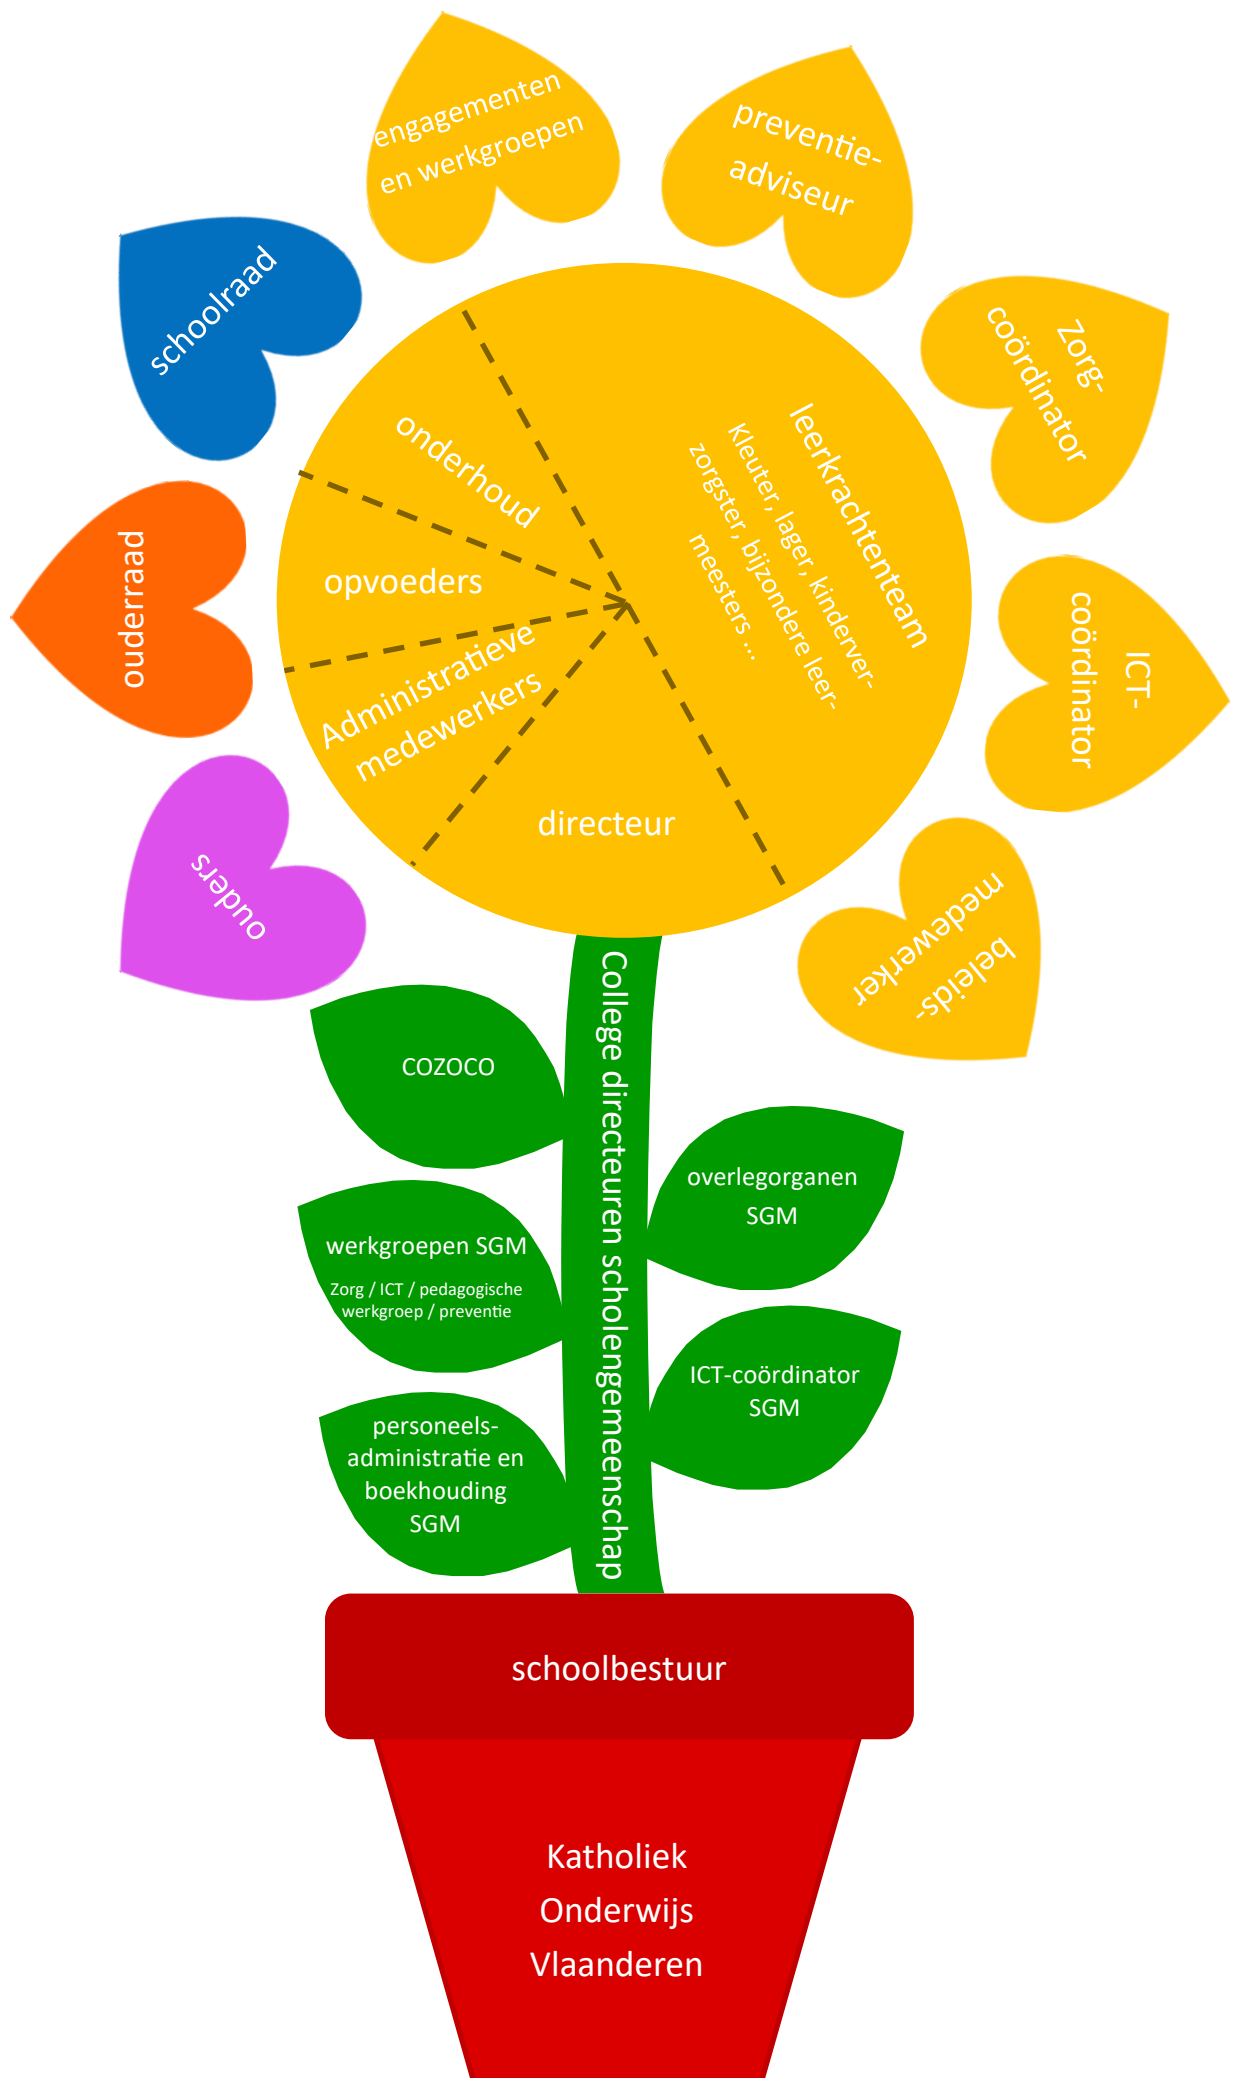 engagementen
en werkgroepen
preventie-
adviseur
Zorg-
coördinator
ICT-
coördinator
beleids-
medewerker
schoolraad
ouderraad
ouders
onderhoud
opvoeders
Administratieve
medewerkers
directeur
leerkrachtenteam
Kleuter, lager, kinderver-
zorgster, bijzondere leer-
meesters ...
College directeuren scholengemeenschap
COZOCO
overlegorganen
SGM
werkgroepen SGM
Zorg / ICT / pedagogische
werkgroep / preventie
ICT-coördinator
SGM
personeels-
administratie en
boekhouding
SGM
schoolbestuur
Katholiek
Onderwijs
Vlaanderen